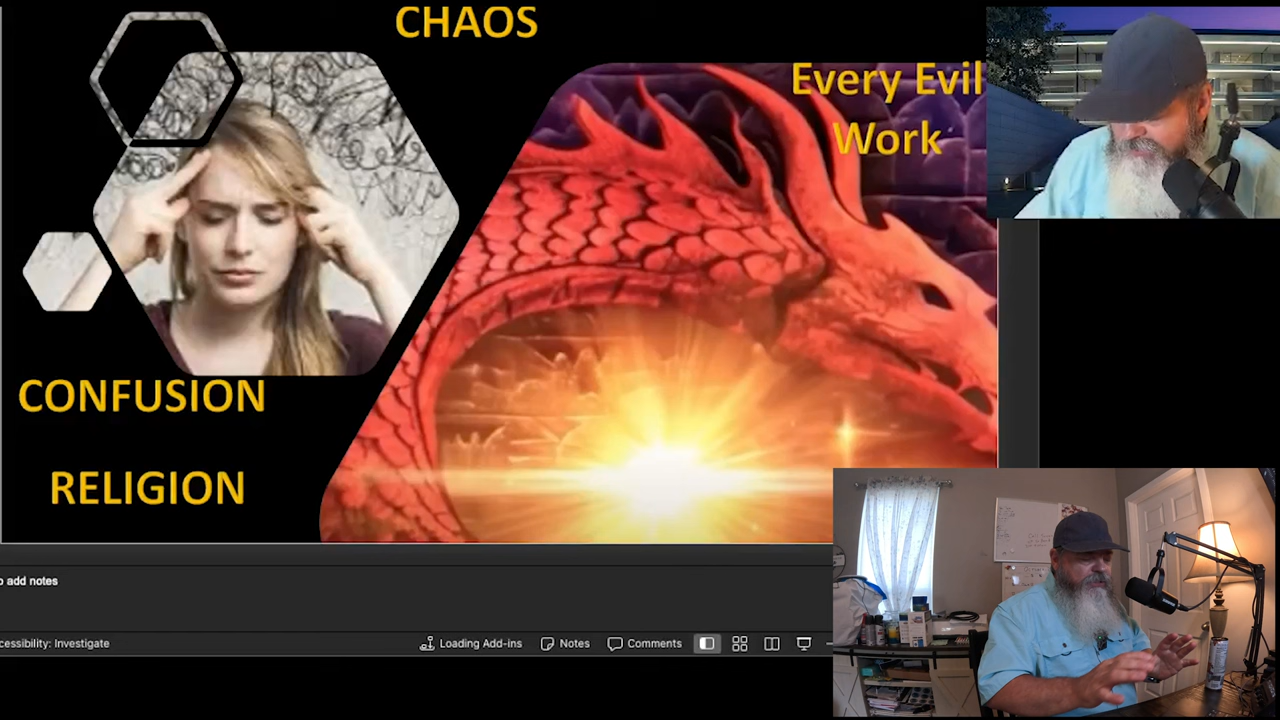 CHAOS
Every Evil
Work
CONFUSION
RELIGION
o add notes
cessibility: Investigate
Loading Add-ins
Notes
Comments